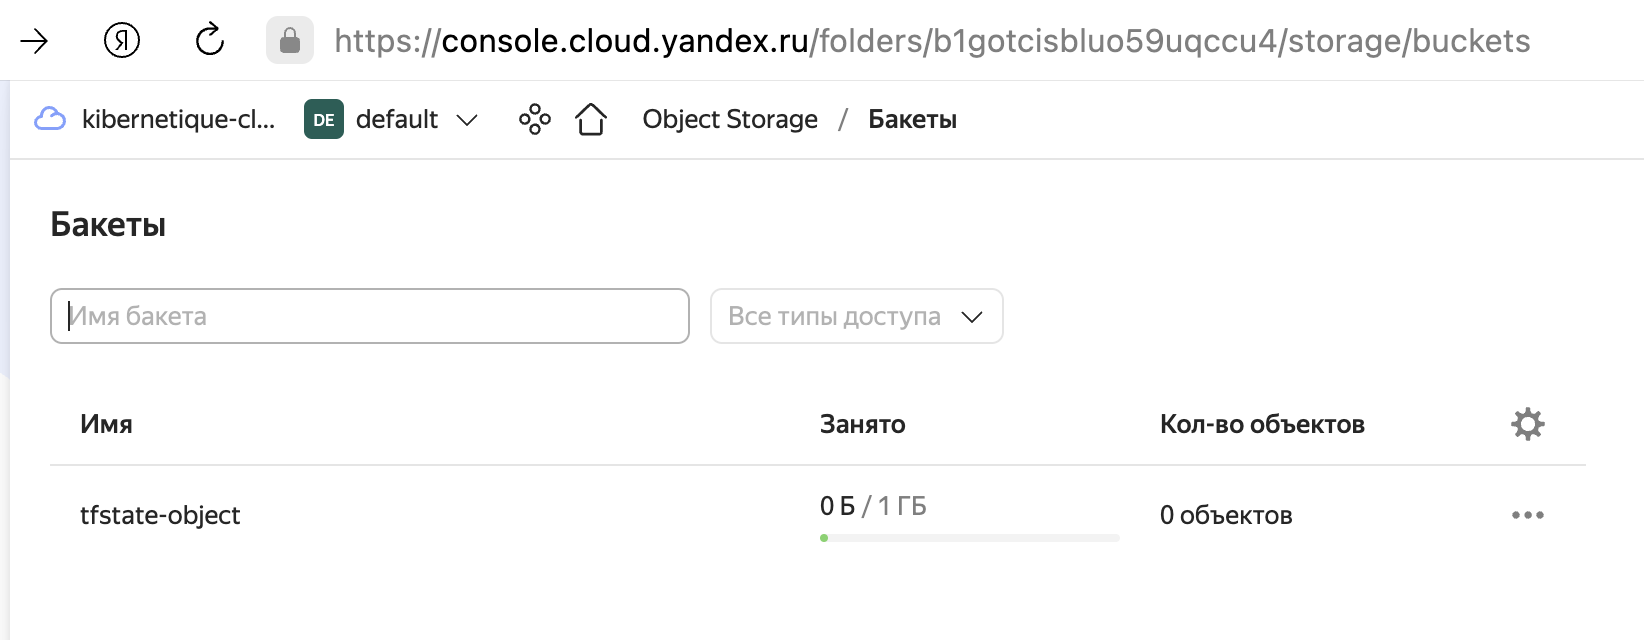 Я https://console.cloud.yandex.ru/folders/b1gotcisbluo59uqccu4/storage/buckets
kibernetique-cl... DE default Object Storage / Бакеты
Бакеты
Имя бакета Все типы доступа
Имя Занято Кол-во объектов
tfstate-object 0 Б / 1 ГБ 0 объектов